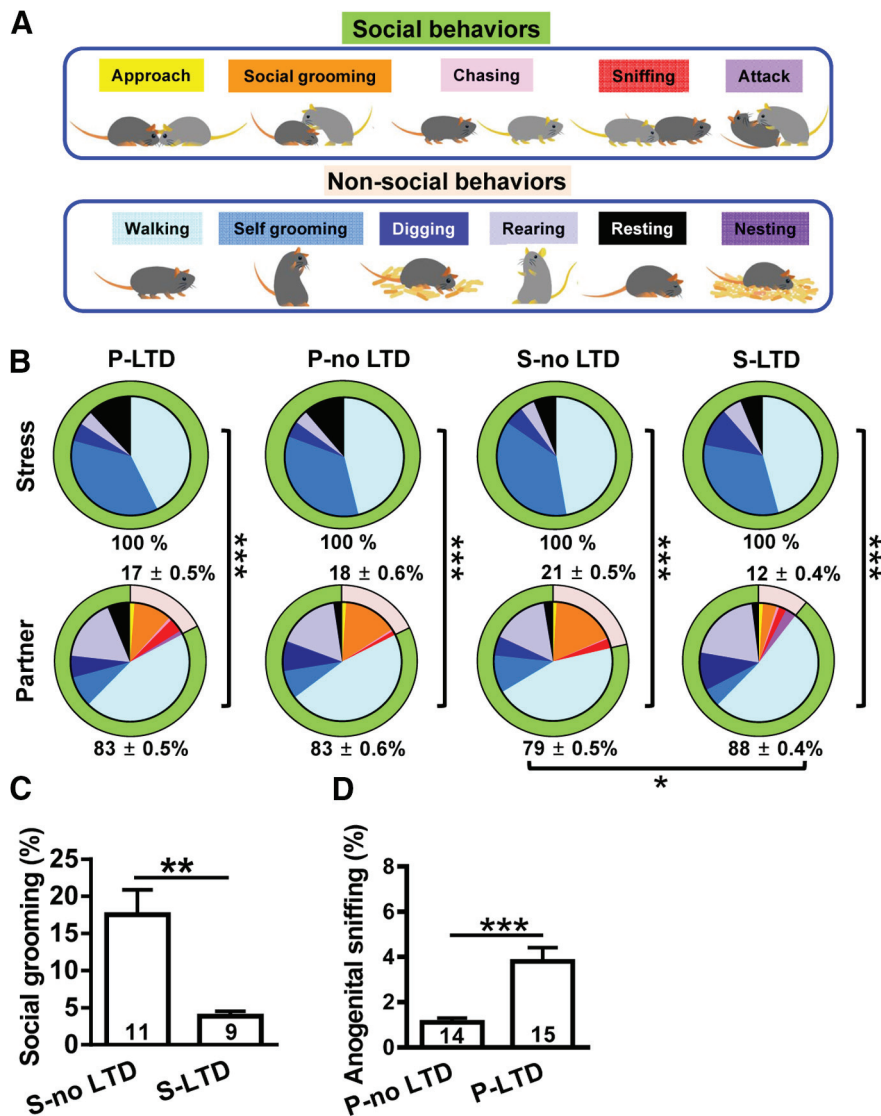 A
Social behaviors
Approach Social grooming Chasing Sniffing Attack
Non-social behaviors
Walking Self grooming Digging Rearing Resting Nesting
B
P-LTD P-no LTD S-no LTD S-LTD
Stress
100 % 100 % 100 % 100 %
*** *** *** ***
17 ± 0.5% 18 ± 0.6% 21 ± 0.5% 12 ± 0.4%
Partner
83 ± 0.5% 83 ± 0.6% 79 ± 0.5% 88 ± 0.4%
*
C
Social grooming (%)
25
20
15
10
5
0
**
11 9
S-no LTD S-LTD
D
Anogenital sniffing (%)
8
6
4
2
0
***
14 15
P-no LTD P-LTD